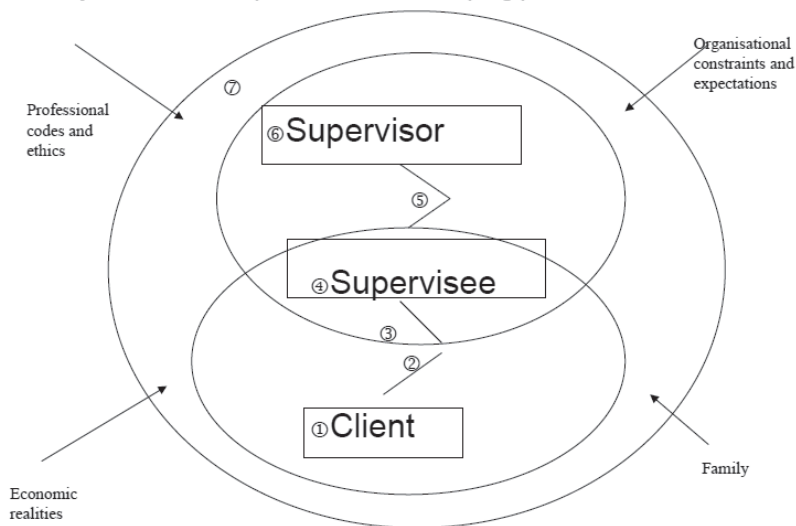 Organisational
constraints and
expectations
⑦
Professional
codes and
ethics
⑥Supervisor
⑤
④Supervisee
③
②
①Client
Family
Economic
realities